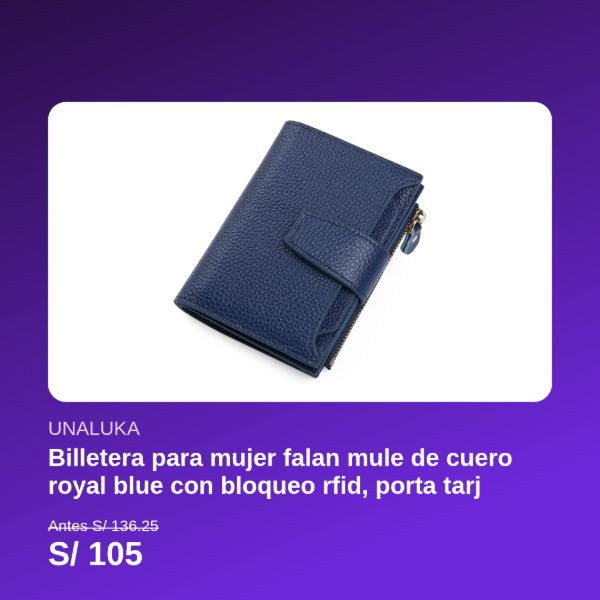 UNALUKA
Billetera para mujer falan mule de cuero
royal blue con bloqueo rfid, porta tarj
Antes S/ 136.25
S/ 105